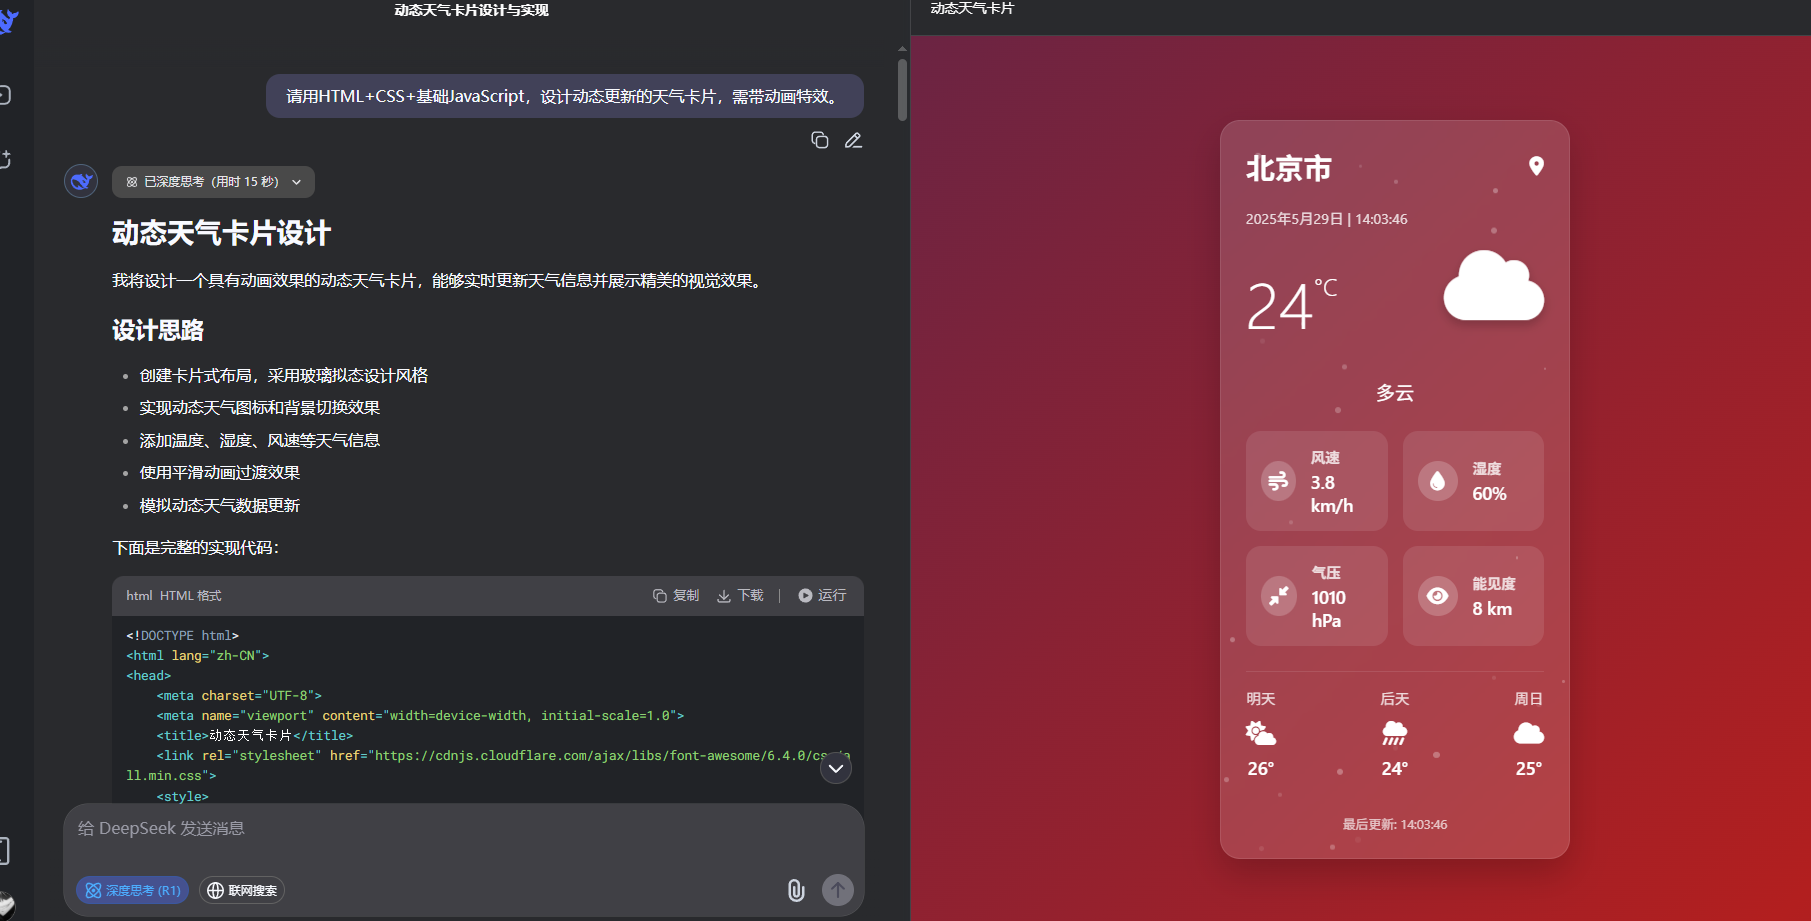 动态天气卡片设计与实现
请用HTML+CSS+基础JavaScript，设计动态更新的天气卡片，需带动画特效。
已深度思考（用时 15 秒）
动态天气卡片设计
我将设计一个具有动画效果的动态天气卡片，能够实时更新天气信息并展示精美的视觉效果。
设计思路
创建卡片式布局，采用玻璃拟态设计风格
实现动态天气图标和背景切换效果
添加温度、湿度、风速等天气信息
使用平滑动画过渡效果
模拟动态天气数据更新
下面是完整的实现代码：
html HTML 格式 复制 下载 运行
<!DOCTYPE html>
<html lang="zh-CN">
<head>
<meta charset="UTF-8">
<meta name="viewport" content="width=device-width, initial-scale=1.0">
<title>动态天气卡片</title>
<link rel="stylesheet" href="https://cdnjs.cloudflare.com/ajax/libs/font-awesome/6.4.0/css/a
ll.min.css">
<style>
给 DeepSeek 发送消息
深度思考 (R1) 联网搜索
动态天气卡片
北京市
2025年5月29日 | 14:03:46
24°C
多云
风速
3.8
km/h
湿度
60%
气压
1010
hPa
能见度
8 km
明天 后天 周日
26° 24° 25°
最后更新: 14:03:46